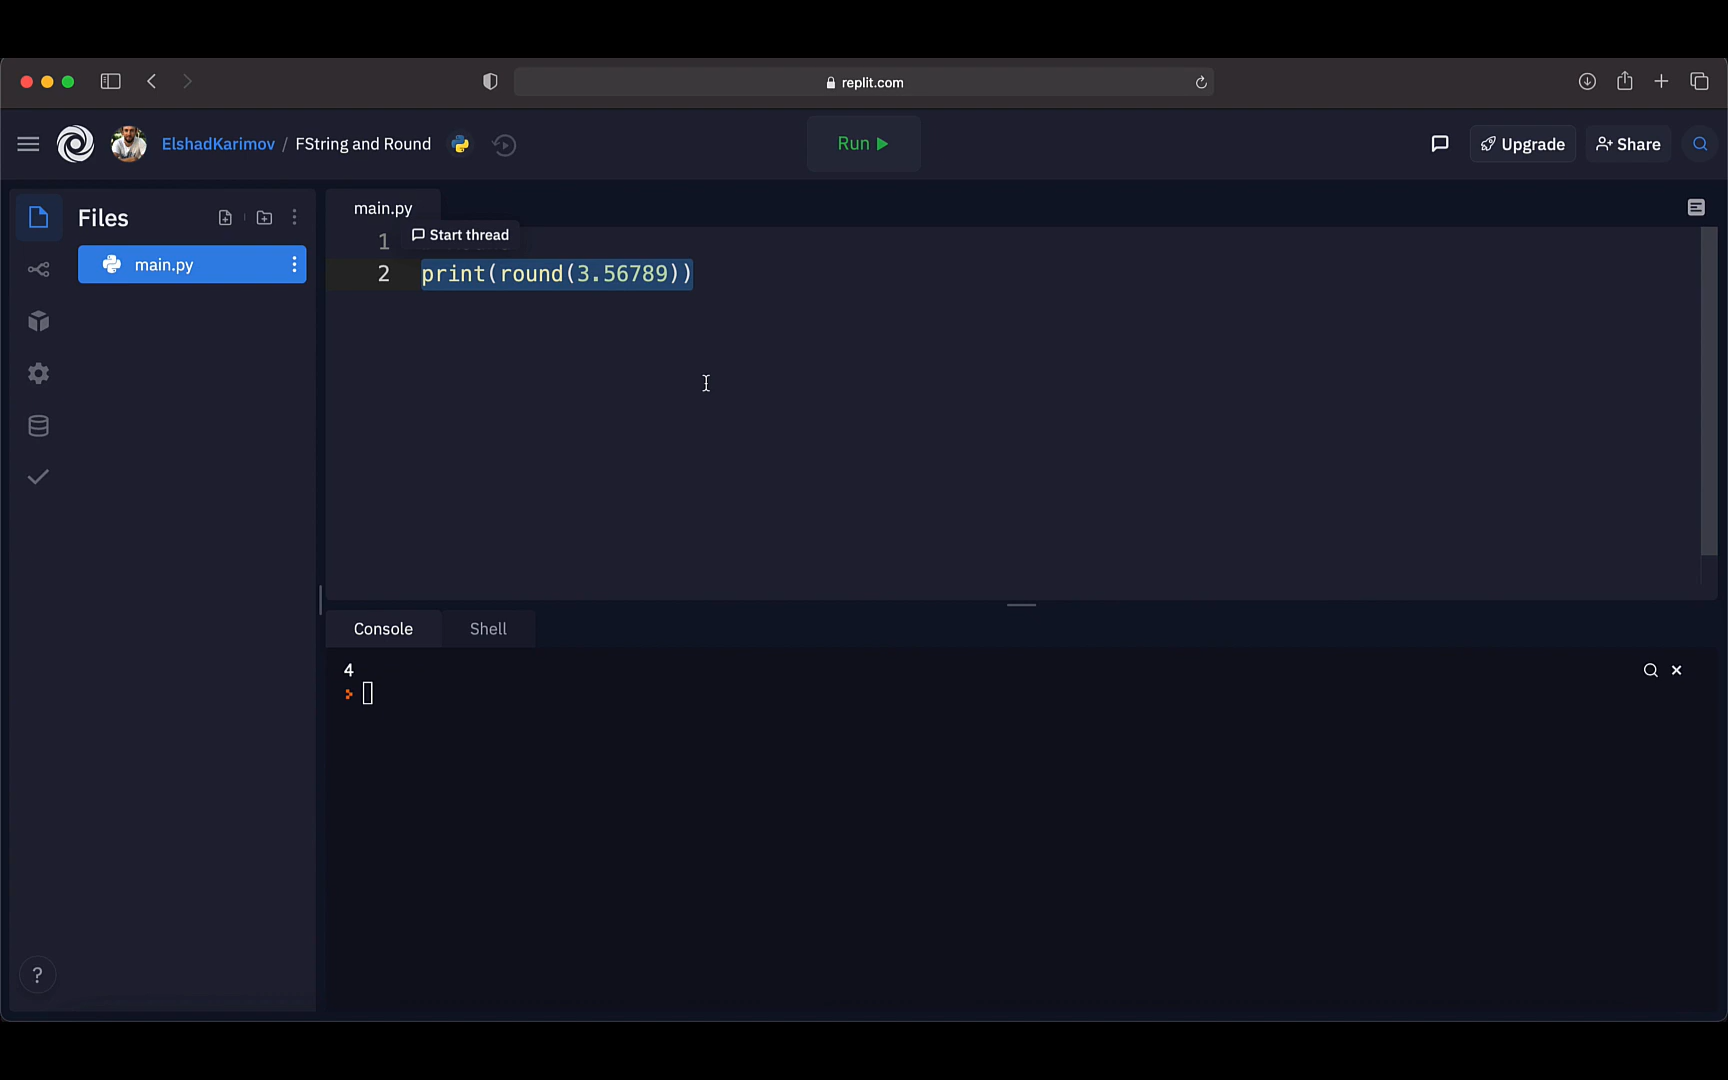 replit.com
ElshadKarimov / FString and Round
Run
Upgrade
Share
Files
main.py
main.py
Start thread
1
2 print(round(3.56789))
Console
Shell
4
?